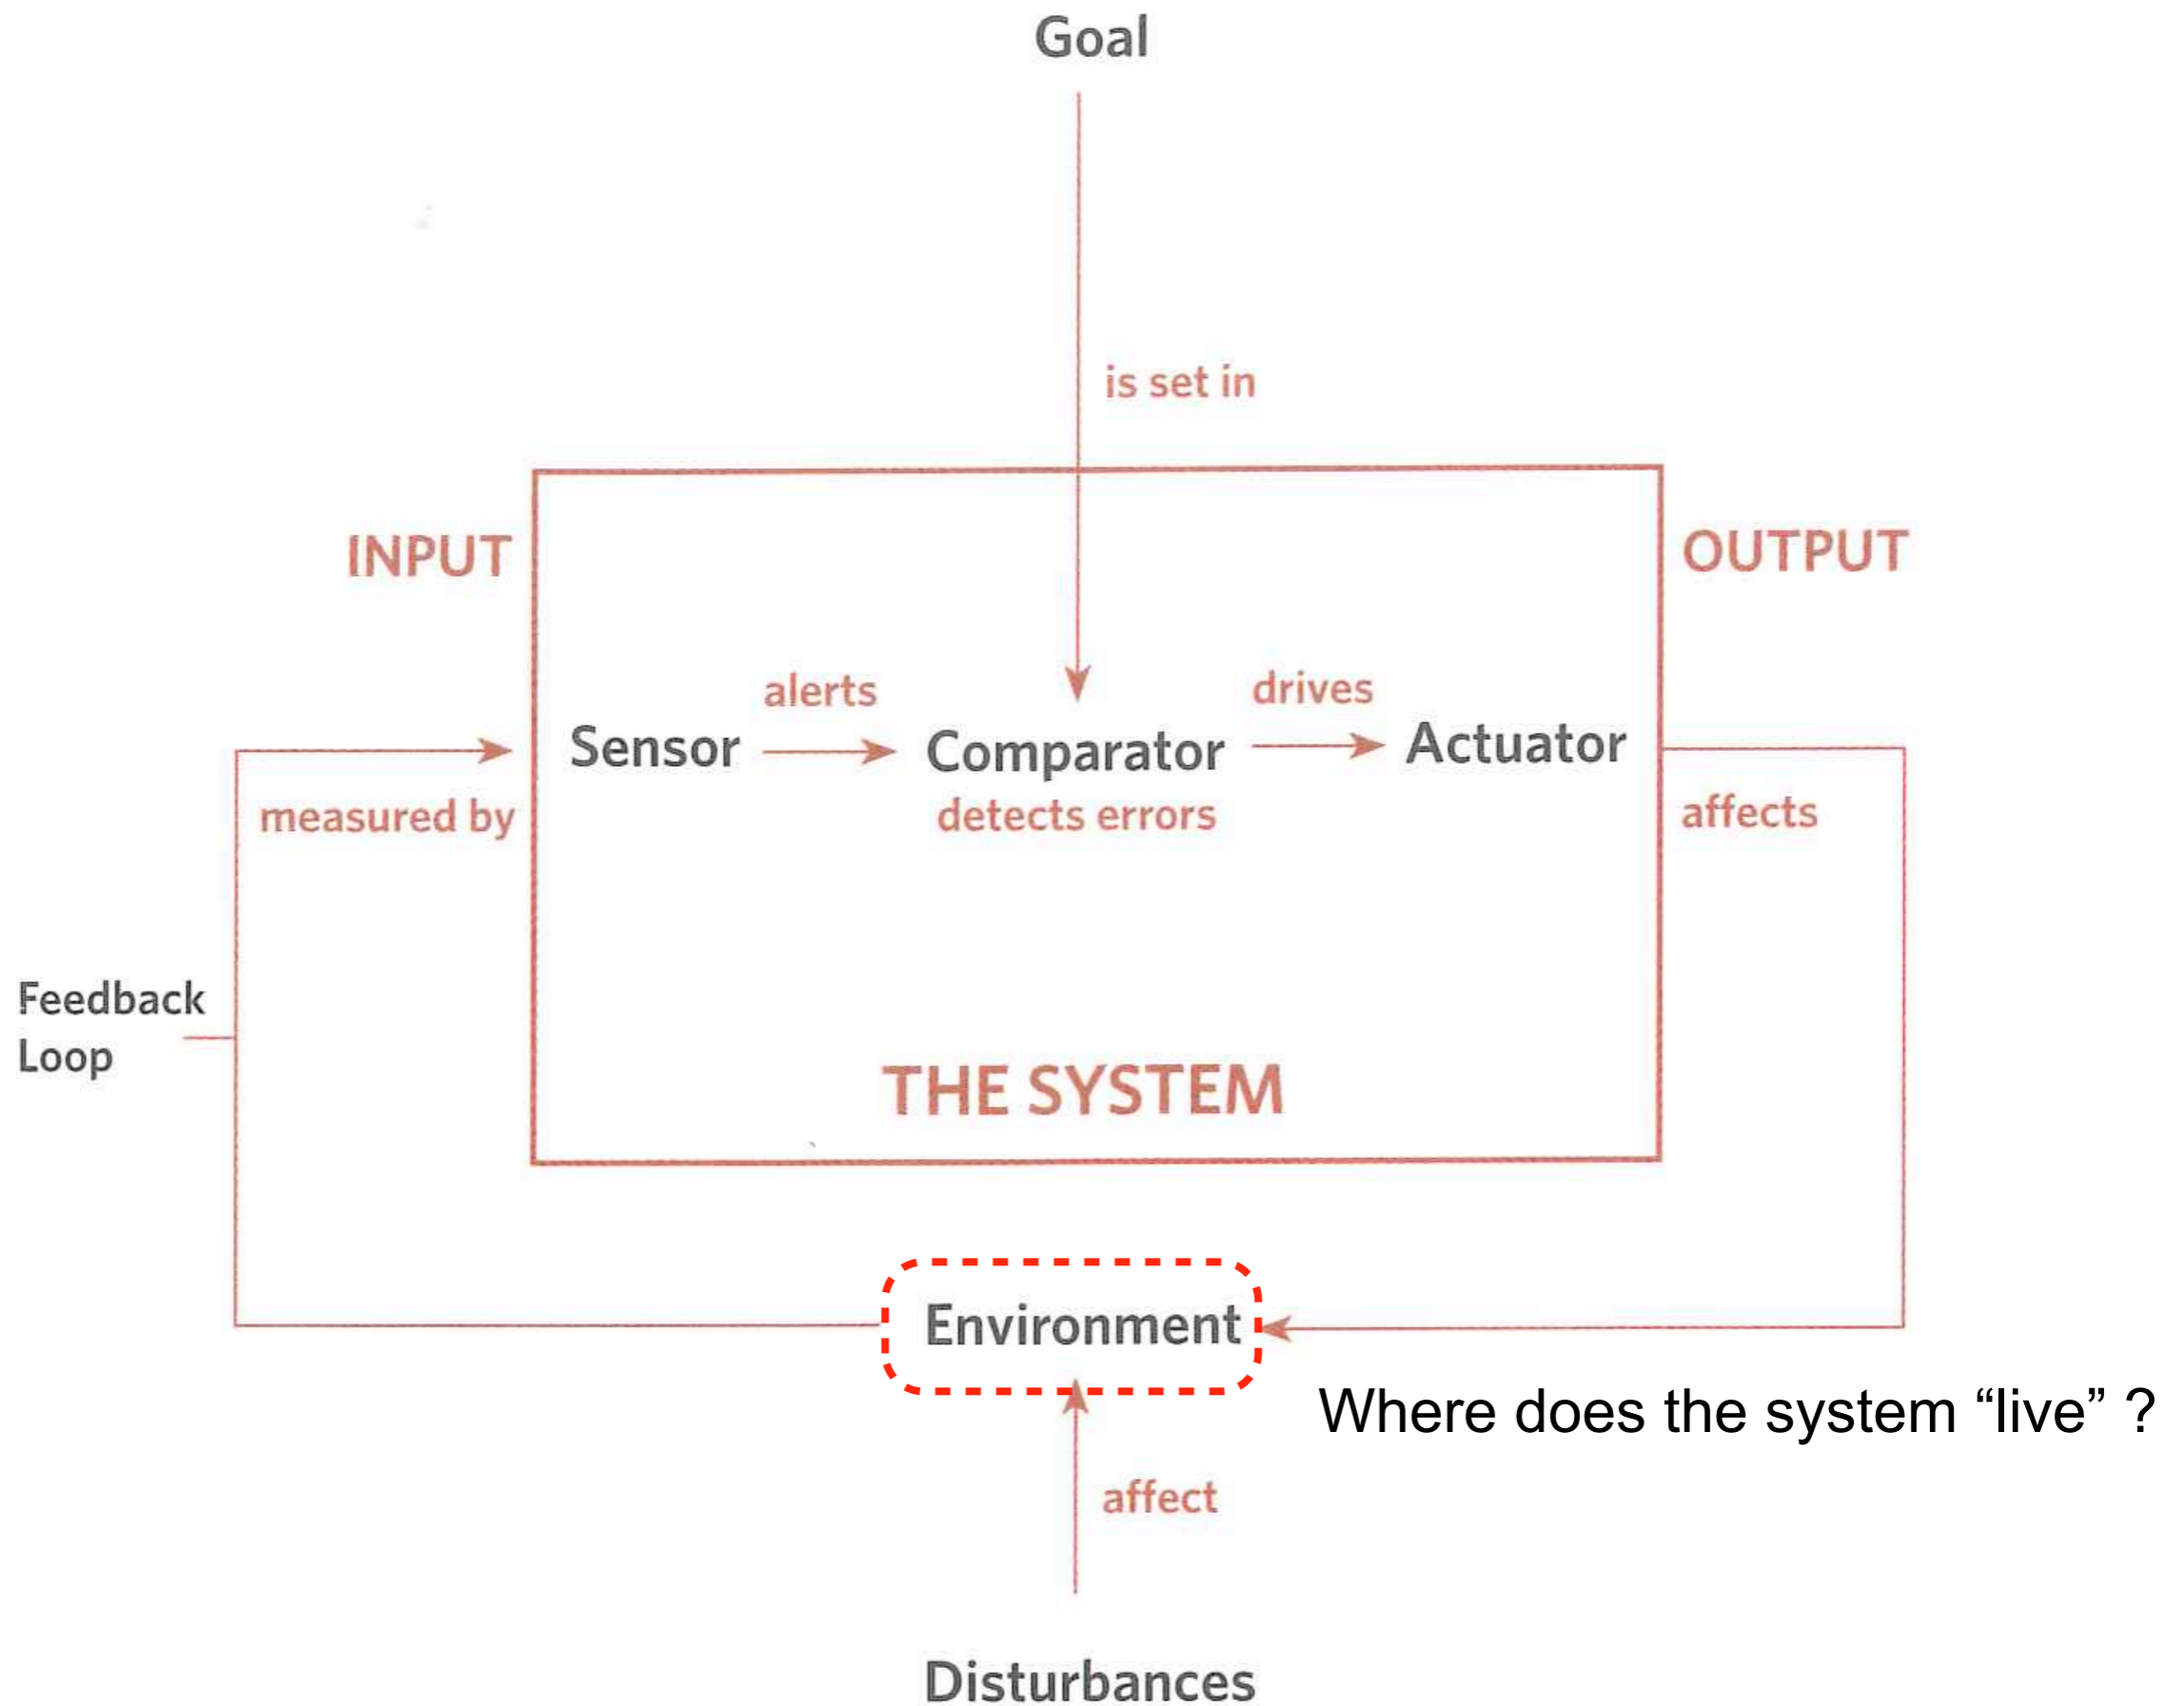 Goal
is set in
INPUT
OUTPUT
alerts
drives
Sensor
Comparator
Actuator
measured by
detects errors
affects
Feedback
Loop
THE SYSTEM
Environment
Where does the system “live” ?
affect
Disturbances